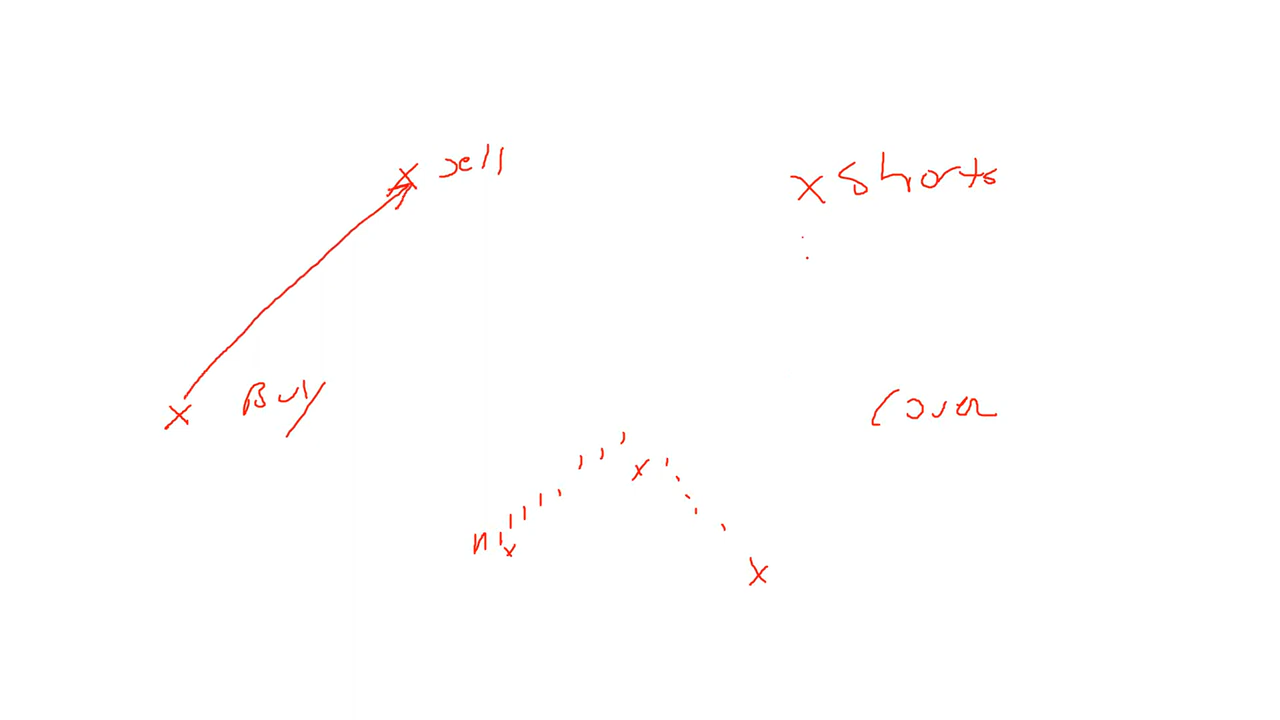 x sell
x shorts
x Buy
cover
x
x
x